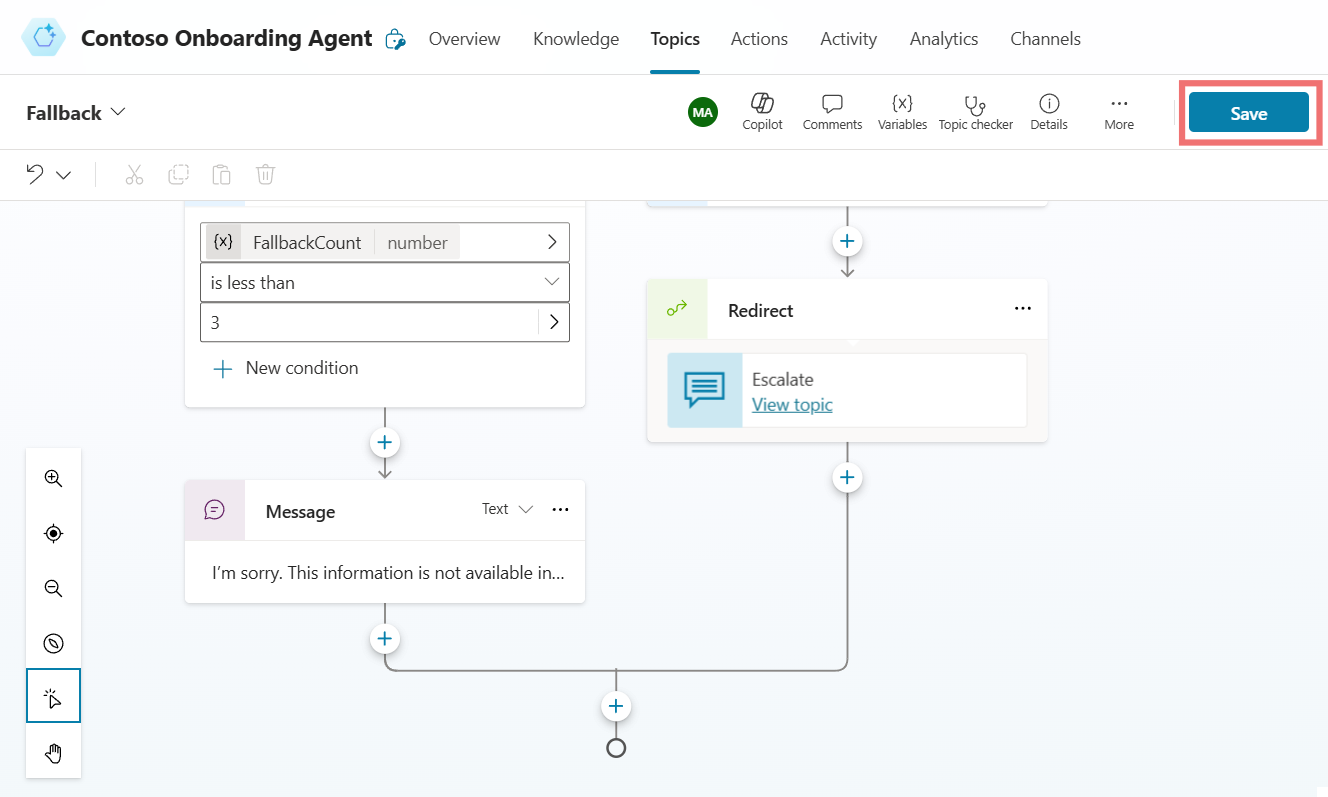 Contoso Onboarding Agent Overview Knowledge Topics Actions Activity Analytics Channels
Fallback MA Copilot Comments {x} Variables Topic checker Details More Save
{x} FallbackCount number
is less than
3
New condition
Redirect
Escalate
View topic
Message Text
I'm sorry. This information is not available in...